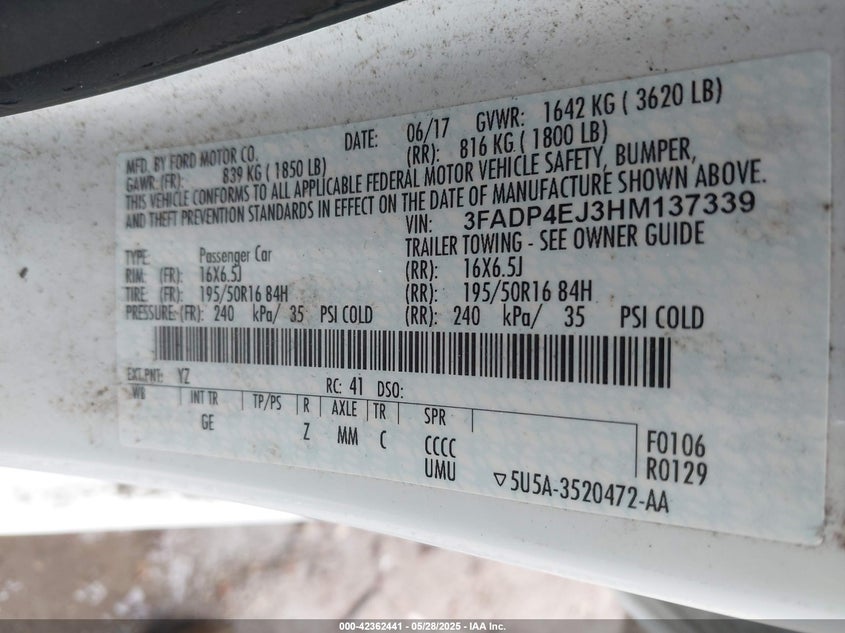 MFD. BY FORD MOTOR CO. DATE: 06/17 GVWR: 1642 KG ( 3620 LB)
GAWR: (FR): 839 KG ( 1850 LB) (RR): 816 KG ( 1800 LB)
THIS VEHICLE CONFORMS TO ALL APPLICABLE FEDERAL MOTOR VEHICLE SAFETY, BUMPER,
AND THEFT PREVENTION STANDARDS IN EFFECT ON THE DATE OF MANUFACTURE SHOWN ABOVE.
VIN: 3FADP4EJ3HM137339
TYPE: Passenger Car TRAILER TOWING - SEE OWNER GUIDE
RIM: (FR): 16X6.5J (RR): 16X6.5J
TIRE: (FR): 195/50R16 84H (RR): 195/50R16 84H
PRESSURE: (FR): 240 kPa/ 35 PSI COLD (RR): 240 kPa/ 35 PSI COLD
EXT.PNT: YZ RC: 41 DSO:
WB INT TR TP/PS R AXLE TR SPR
GE Z MM C CCCC F0106
UMU R0129
▽5U5A-3520472-AA
000-42362441 - 05/28/2025 - IAA Inc.